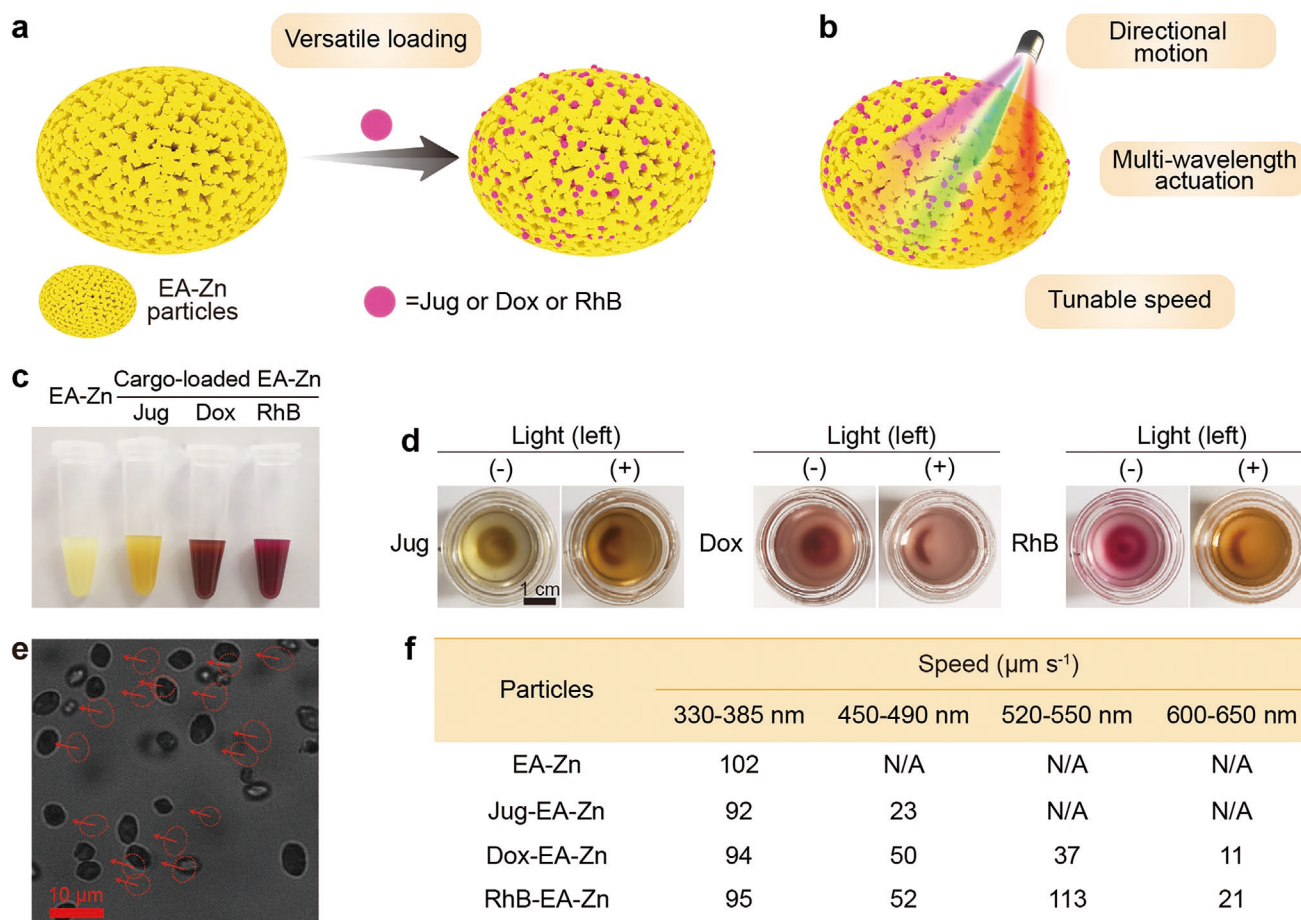 a
Versatile loading
EA-Zn
particles
=Jug or Dox or RhB
b
Directional
motion
Multi-wavelength
actuation
Tunable speed
c
Cargo-loaded EA-Zn
EA-Zn
Jug Dox RhB
d
Light (left) Light (left) Light (left)
(-) (+) (-) (+) (-) (+)
Jug Dox RhB
1 cm
e
10 µm
f
Particles Speed (µm s⁻¹)
330-385 nm 450-490 nm 520-550 nm 600-650 nm
EA-Zn 102 N/A N/A N/A
Jug-EA-Zn 92 23 N/A N/A
Dox-EA-Zn 94 50 37 11
RhB-EA-Zn 95 52 113 21